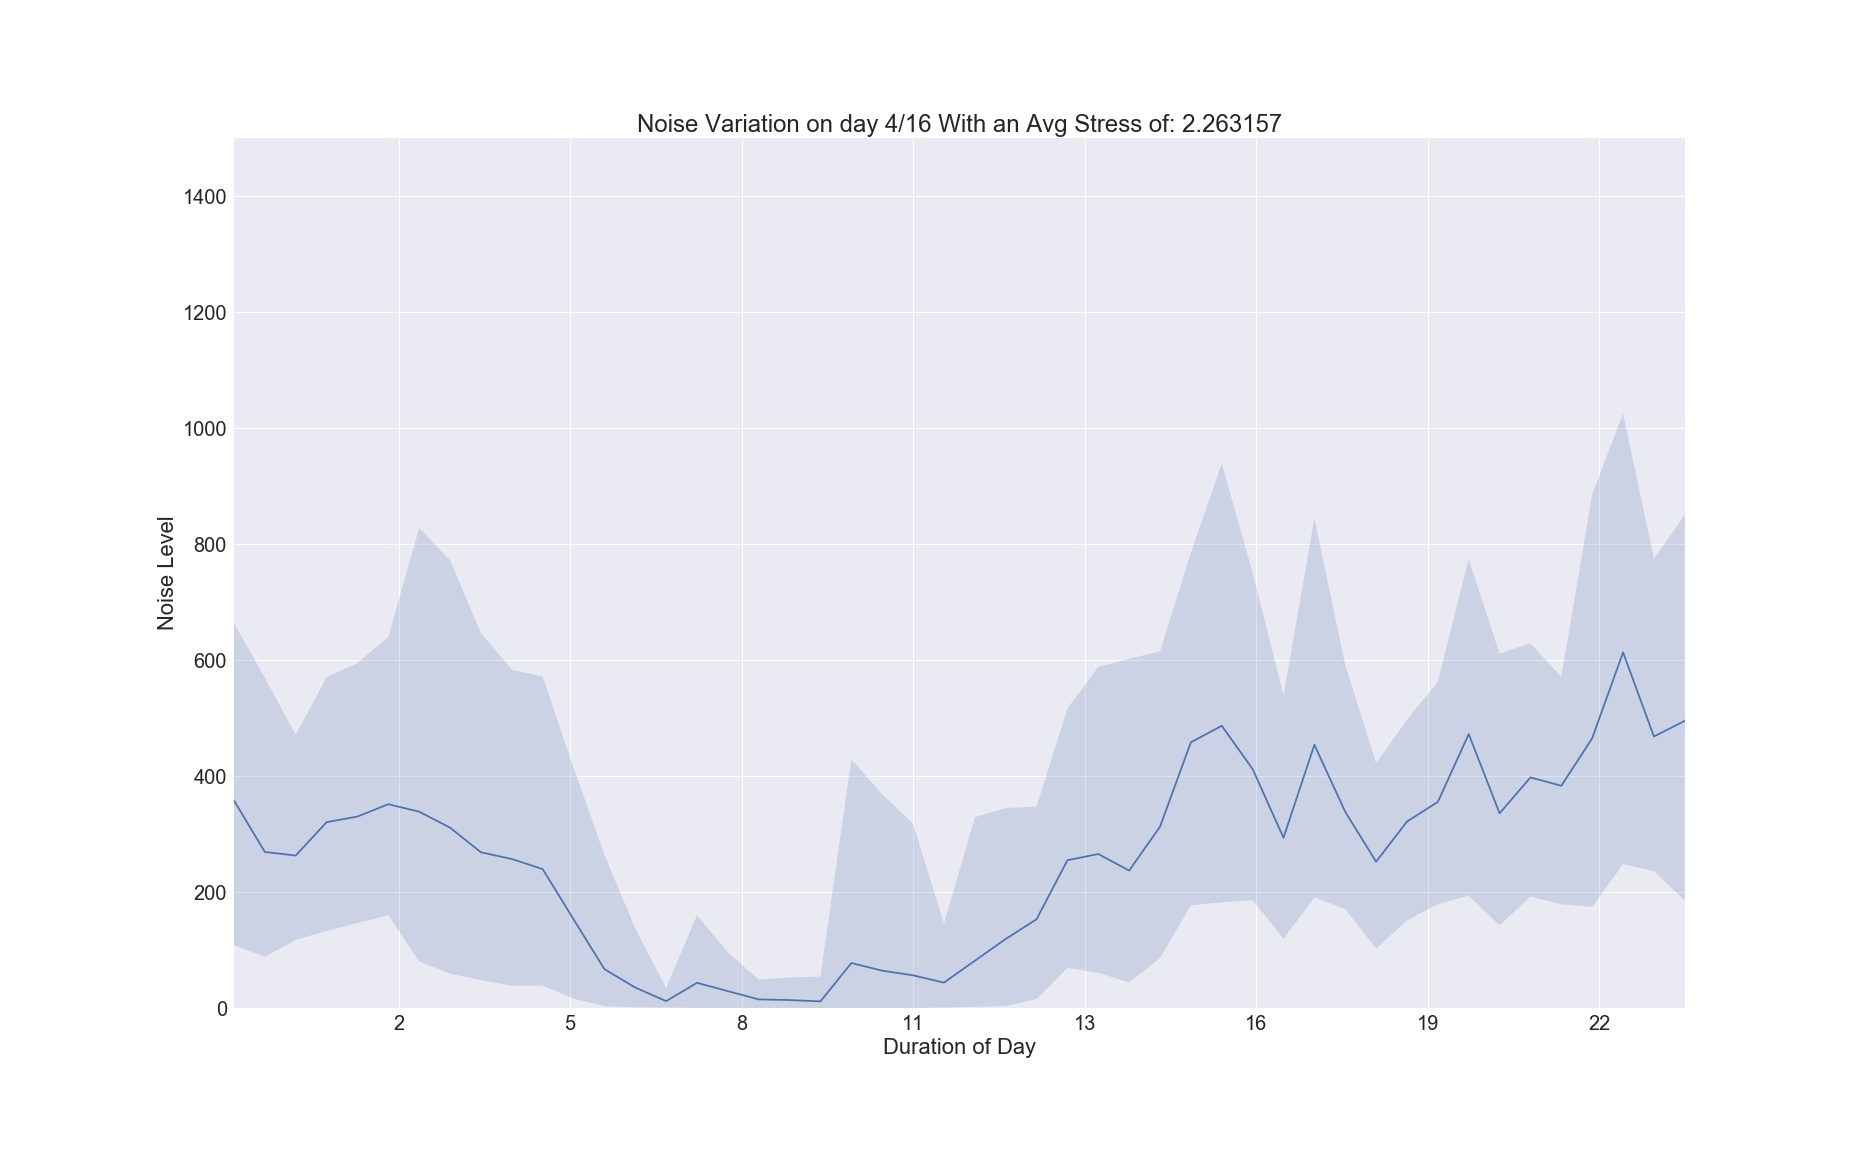 Noise Variation on day 4/16 With an Avg Stress of: 2.263157
1400
1200
1000
800
600
400
200
0
Noise Level
2 5 8 11 13 16 19 22
Duration of Day